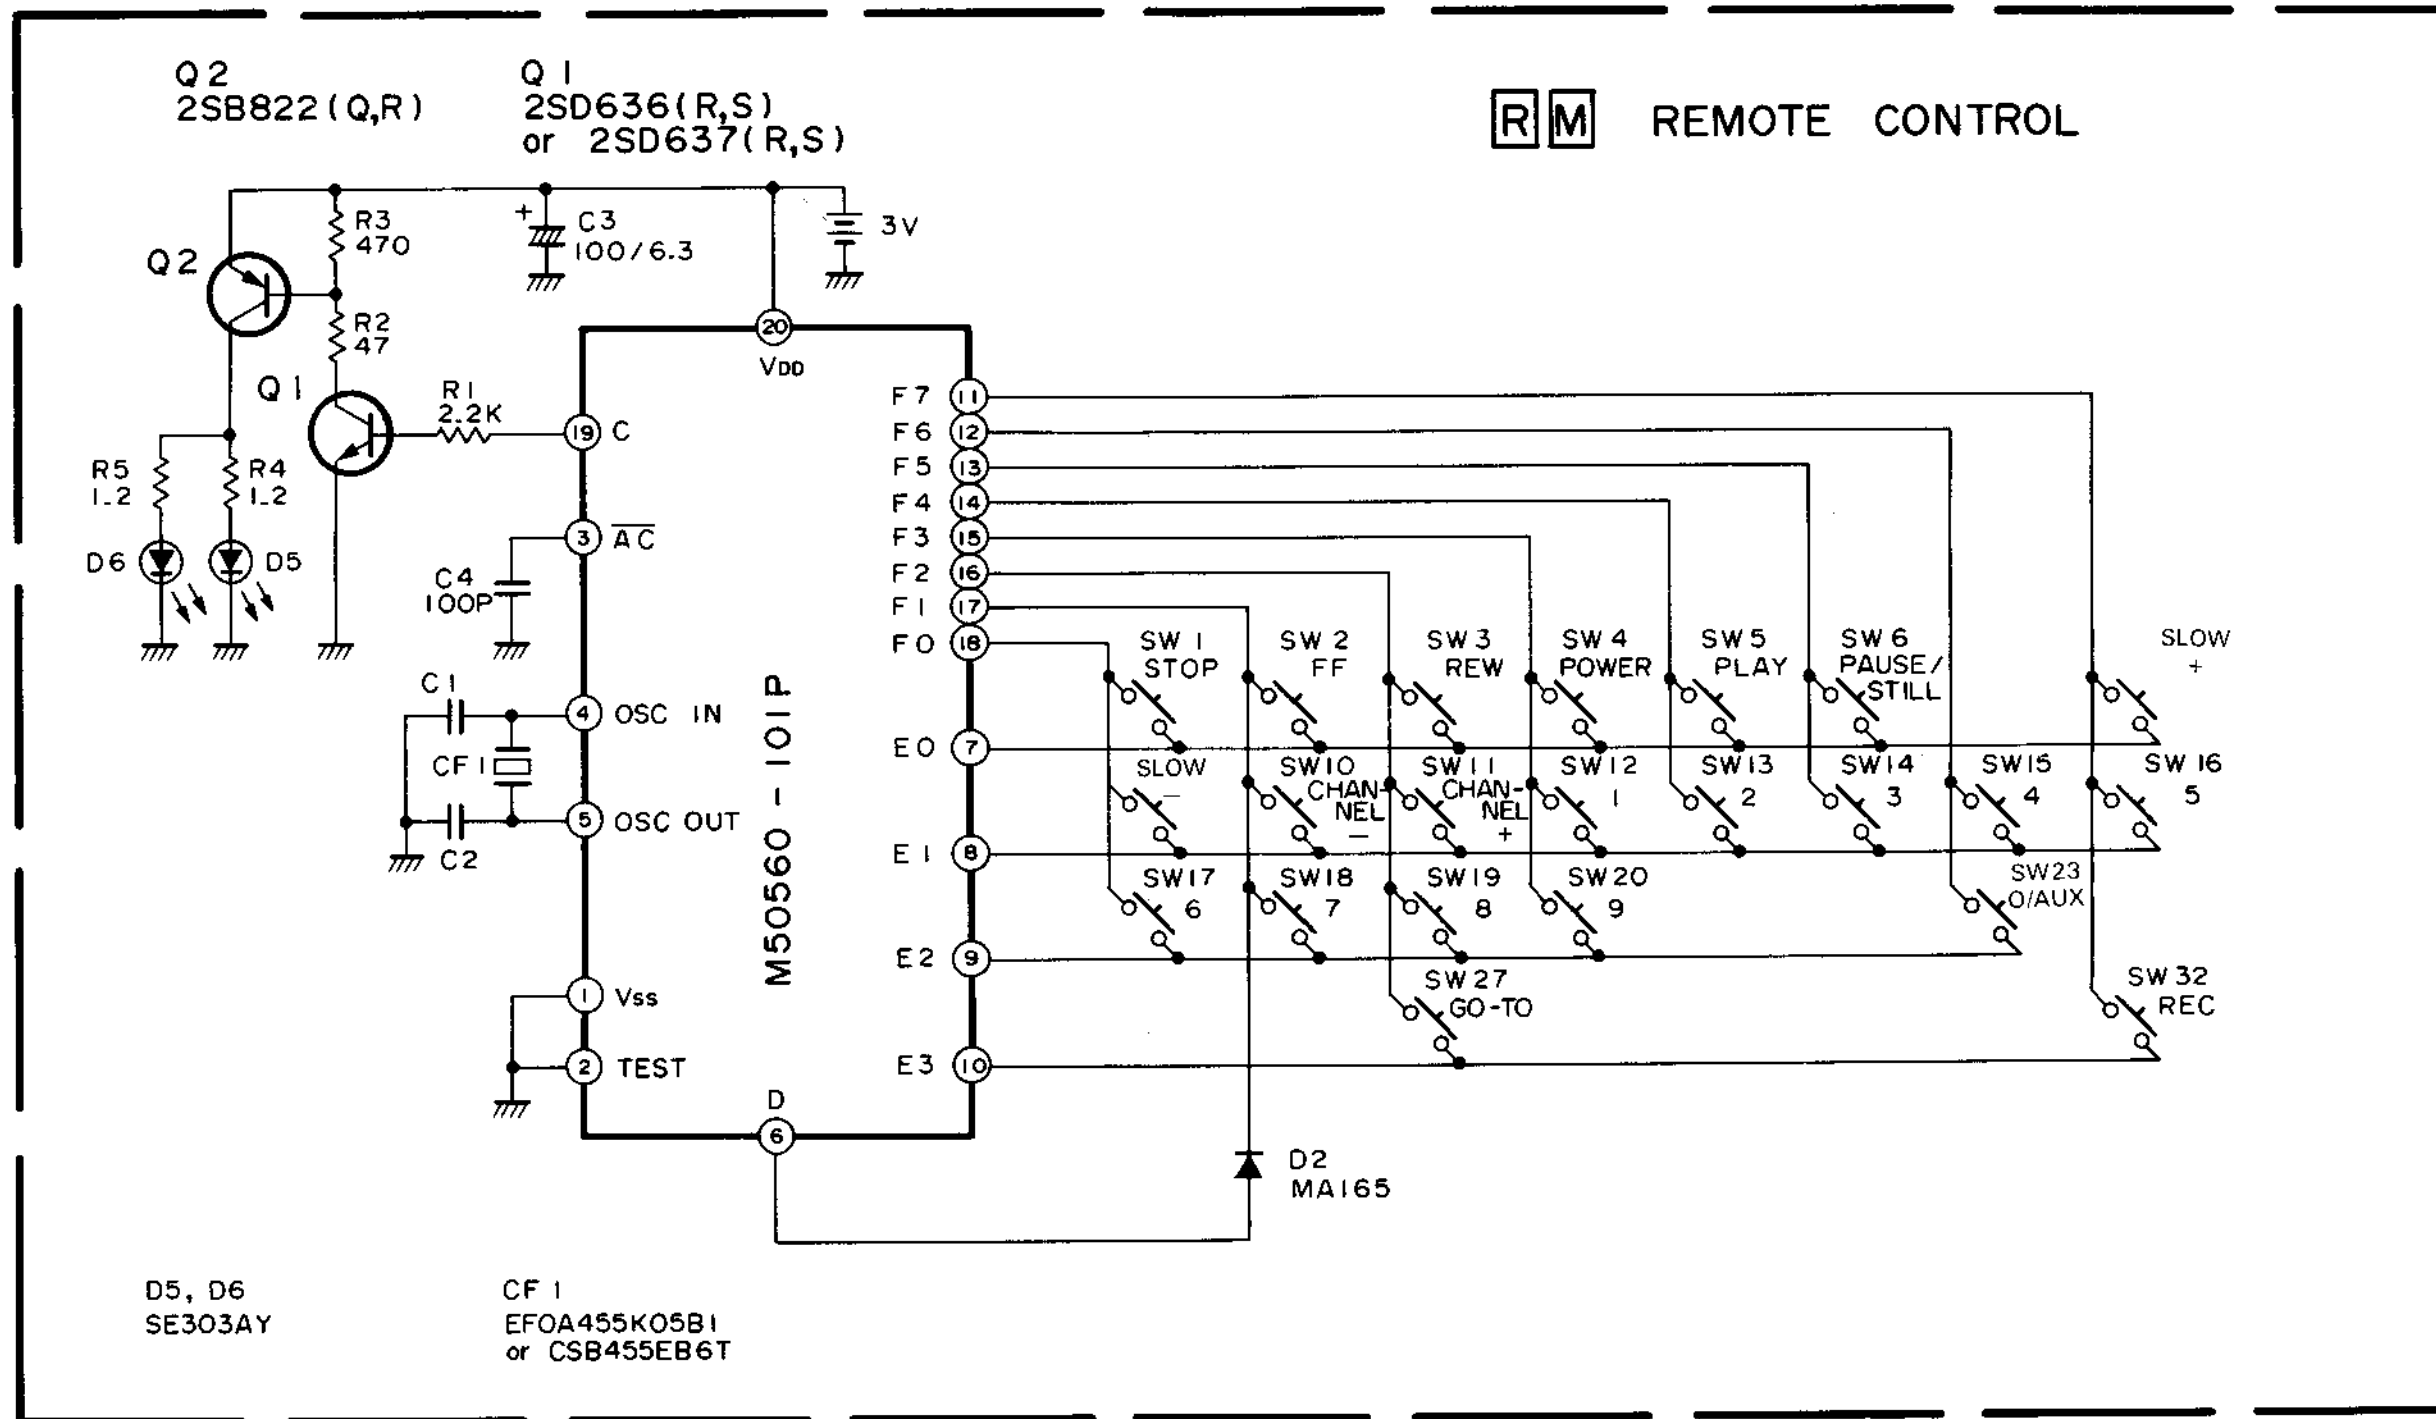 Q2
2SB822(Q,R)
Q1
2SD636(R,S)
or 2SD637(R,S)
RM REMOTE CONTROL
R3
470
+
C3
100/6.3
3V
Q2
R2
47
20
VDD
Q1
R1
2.2K
19 C
F7 11
F6 12
F5 13
F4 14
F3 15
F2 16
F1 17
F0 18
R5
1.2
R4
1.2
3 AC
D6
D5
C4
100P
SW1
STOP
SW2
FF
SW3
REW
SW4
POWER
SW5
PLAY
SW6
PAUSE/
STILL
SLOW
+
C1
4 OSC IN
E0 7
CF1
SLOW
−
SW10
CHAN-
NEL
−
SW11
CHAN-
NEL
+
SW12
1
SW13
2
SW14
3
SW15
4
SW16
5
5 OSC OUT
C2
E1 8
M50560-101P
SW17
6
SW18
7
SW19
8
SW20
9
SW23
0/AUX
E2 9
SW27
GO-TO
SW32
REC
1 Vss
2 TEST
E3 10
D
6
D2
MA165
D5, D6
SE303AY
CF1
EFOA455K05B1
or CSB455EB6T